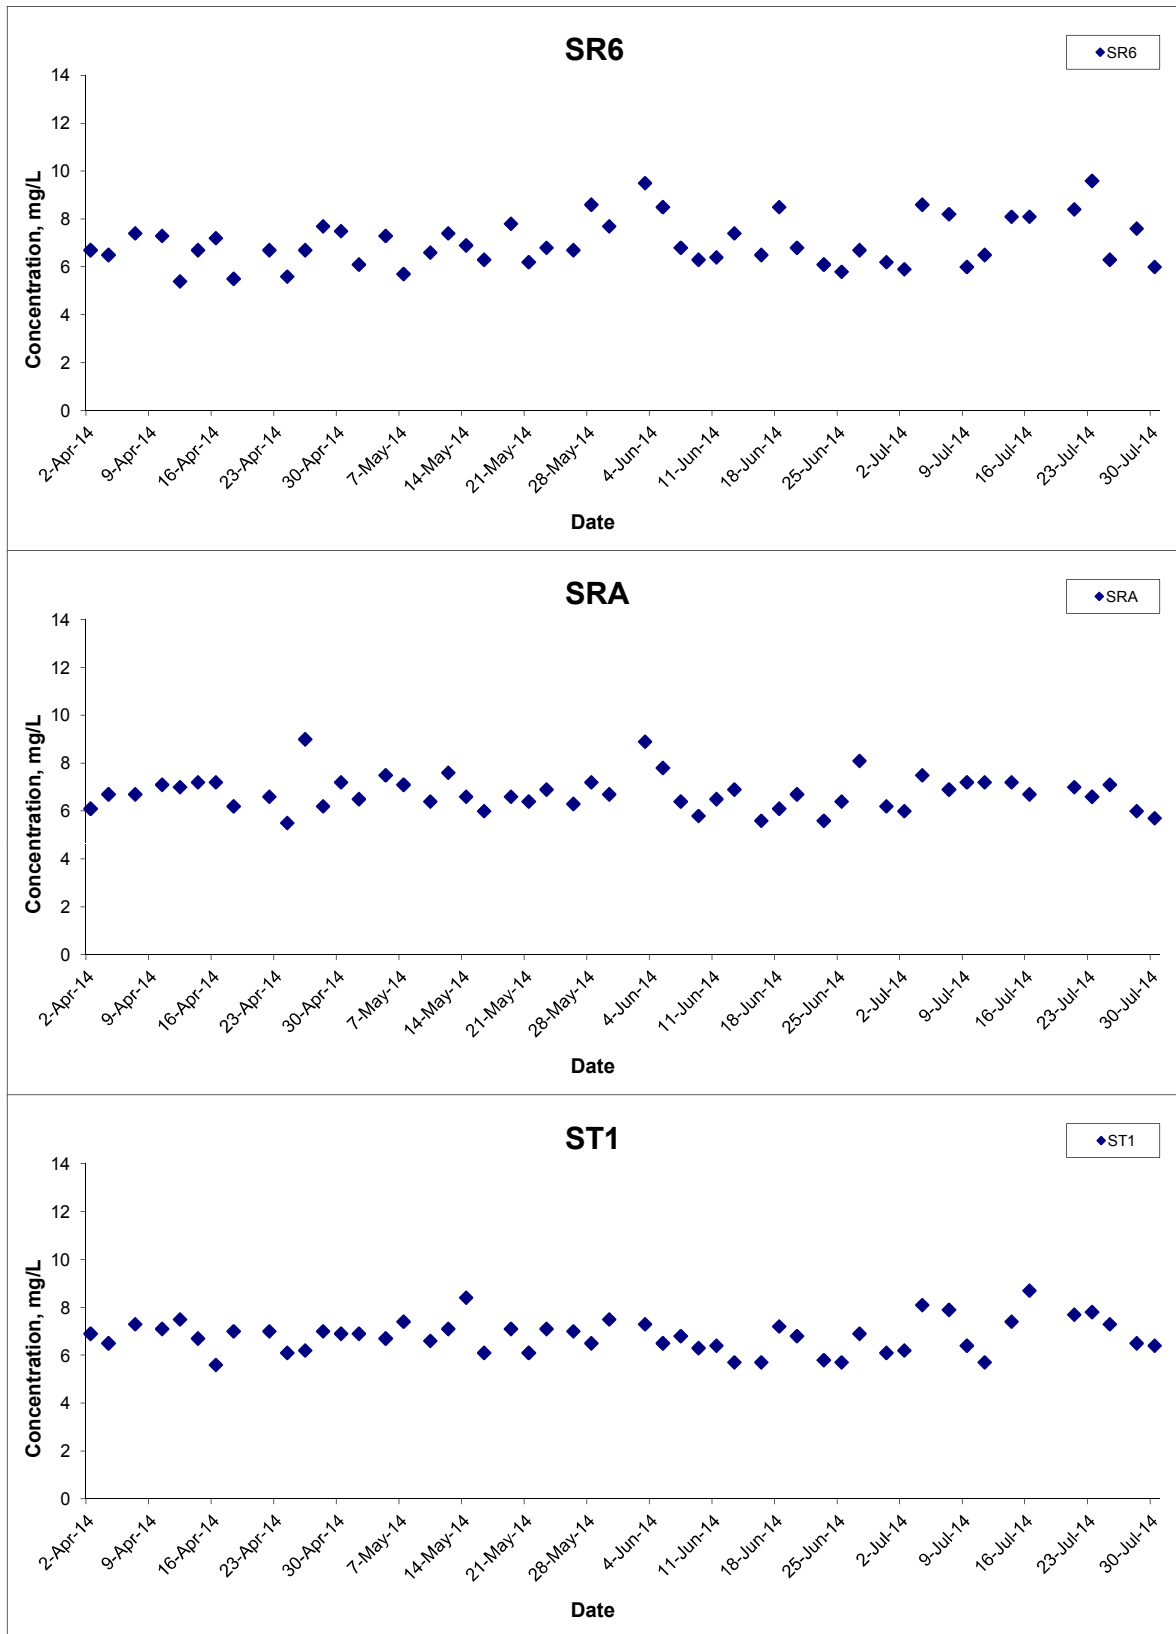 SR6
SR6
14
12
10
8
6
4
2
0
Concentration, mg/L
2-Apr-14
9-Apr-14
16-Apr-14
23-Apr-14
30-Apr-14
7-May-14
14-May-14
21-May-14
28-May-14
4-Jun-14
11-Jun-14
18-Jun-14
25-Jun-14
2-Jul-14
9-Jul-14
16-Jul-14
23-Jul-14
30-Jul-14
Date
SRA
SRA
14
12
10
8
6
4
2
0
Concentration, mg/L
2-Apr-14
9-Apr-14
16-Apr-14
23-Apr-14
30-Apr-14
7-May-14
14-May-14
21-May-14
28-May-14
4-Jun-14
11-Jun-14
18-Jun-14
25-Jun-14
2-Jul-14
9-Jul-14
16-Jul-14
23-Jul-14
30-Jul-14
Date
ST1
ST1
14
12
10
8
6
4
2
0
Concentration, mg/L
2-Apr-14
9-Apr-14
16-Apr-14
23-Apr-14
30-Apr-14
7-May-14
14-May-14
21-May-14
28-May-14
4-Jun-14
11-Jun-14
18-Jun-14
25-Jun-14
2-Jul-14
9-Jul-14
16-Jul-14
23-Jul-14
30-Jul-14
Date